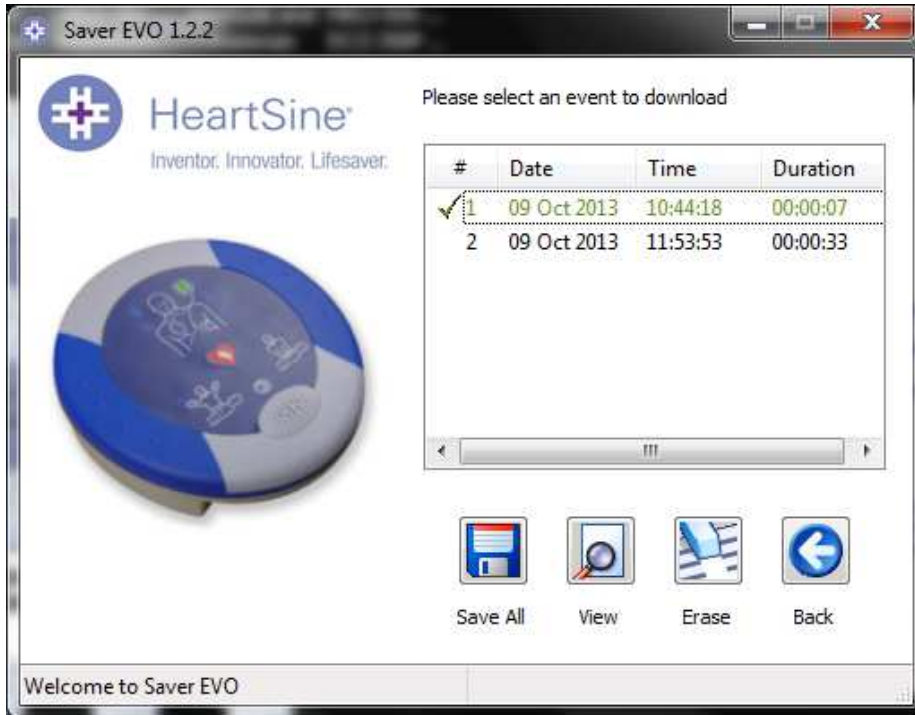 Saver EVO 1.2.2
HeartSine®
Inventor. Innovator. Lifesaver.
Please select an event to download
# Date Time Duration
1 09 Oct 2013 10:44:18 00:00:07
2 09 Oct 2013 11:53:53 00:00:33
Save All View Erase Back
Welcome to Saver EVO